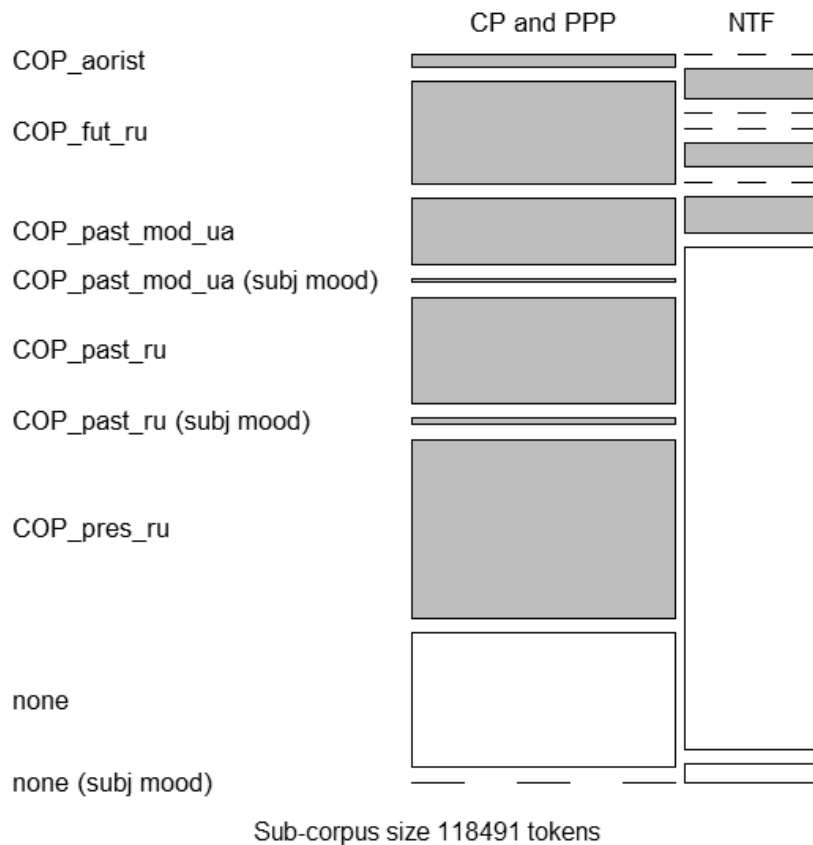 CP and PPP NTF
COP_aorist
COP_fut_ru
COP_past_mod_ua
COP_past_mod_ua (subj mood)
COP_past_ru
COP_past_ru (subj mood)
COP_pres_ru
none
none (subj mood)
Sub-corpus size 118491 tokens